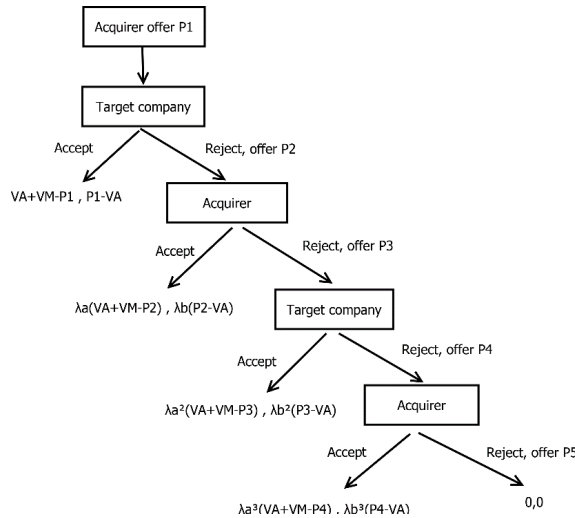 Acquirer offer P1
Target company
Accept
Reject, offer P2
VA+VM-P1 , P1-VA
Acquirer
Accept
Reject, offer P3
λa(VA+VM-P2) , λb(P2-VA)
Target company
Accept
Reject, offer P4
λa²(VA+VM-P3) , λb²(P3-VA)
Acquirer
Accept
Reject, offer P5
λa³(VA+VM-P4) , λb³(P4-VA)
0,0